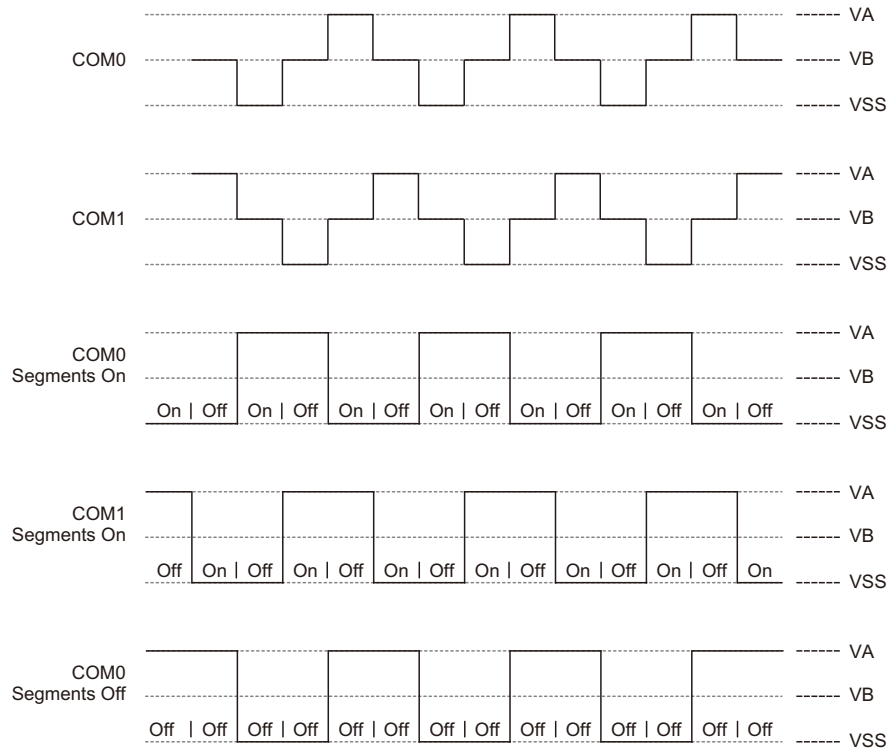 VA
COM0
VB
VSS
VA
COM1
VB
VSS
VA
COM0
Segments On
VB
On | Off | On | Off | On | Off | On | Off | On | Off | On | Off | On | Off
VSS
VA
COM1
Segments On
VB
Off | On | Off | On | Off | On | Off | On | Off | On | Off | On | Off | On
VSS
VA
COM0
Segments Off
VB
Off | Off | Off | Off | Off | Off | Off | Off | Off | Off | Off | Off | Off | Off
VSS